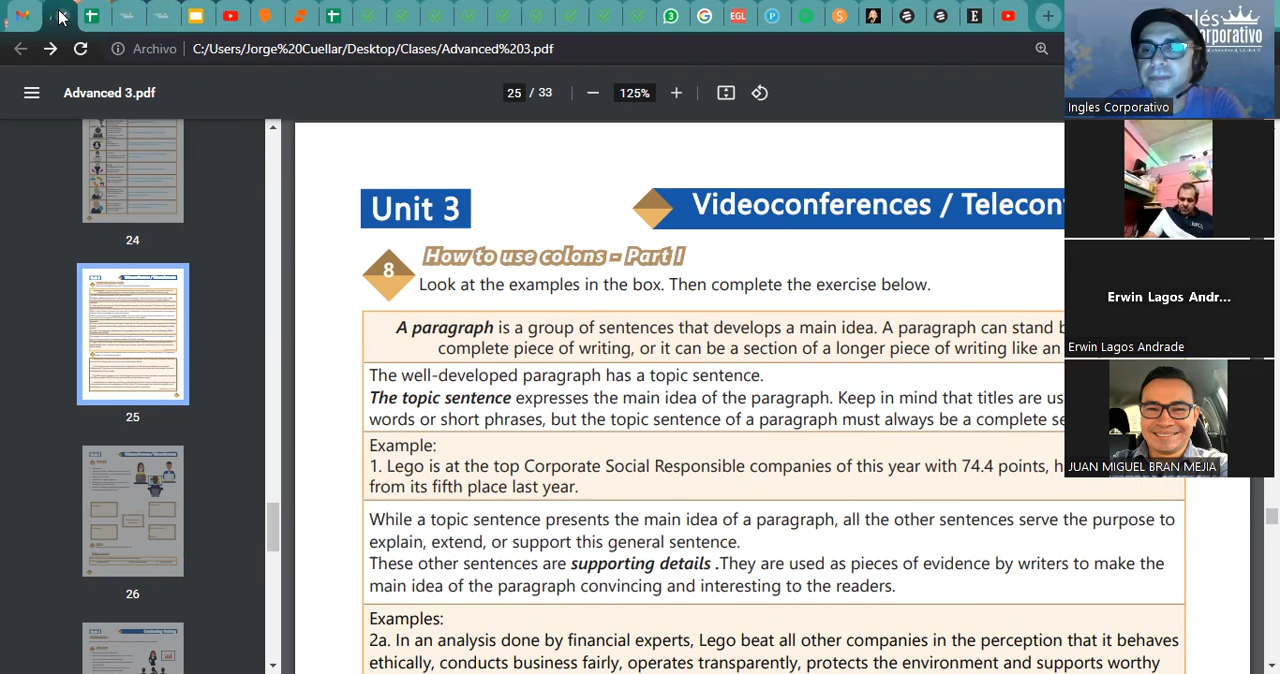 3
G
EGL
P
S
E
Archivo
C:/Users/Jorge%20Cuellar/Desktop/Clases/Advanced%203.pdf
Advanced 3.pdf
25 / 33
125%
24
25
26
Unit 3
Videoconferences / Telecon
8
How to use colons - Part I
Look at the examples in the box. Then complete the exercise below.
A paragraph is a group of sentences that develops a main idea. A paragraph can stand
complete piece of writing, or it can be a section of a longer piece of writing like an
The well-developed paragraph has a topic sentence.
The topic sentence expresses the main idea of the paragraph. Keep in mind that titles are
words or short phrases, but the topic sentence of a paragraph must always be a complete
Example:
1. Lego is at the top Corporate Social Responsible companies of this year with 74.4 points,
from its fifth place last year.
While a topic sentence presents the main idea of a paragraph, all the other sentences serve the purpose to
explain, extend, or support this general sentence.
These other sentences are supporting details .They are used as pieces of evidence by writers to make the
main idea of the paragraph convincing and interesting to the readers.
Examples:
2a. In an analysis done by financial experts, Lego beat all other companies in the perception that it behaves
ethically, conducts business fairly, operates transparently, protects the environment and supports worthy
glés
orporativo
Ingles Corporativo
Erwin Lagos Andr...
Erwin Lagos Andrade
JUAN MIGUEL BRAN MEJIA